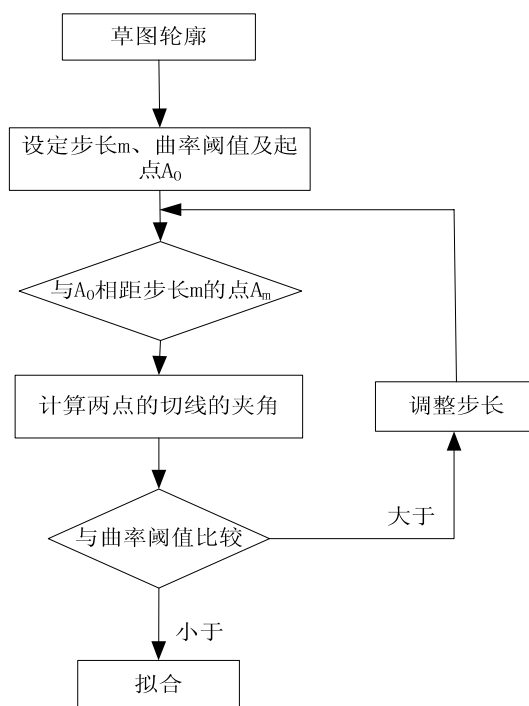 草图轮廓
设定步长m、曲率阈值及起
点A₀
与A₀相距步长m的点Aₘ
计算两点的切线的夹角
调整步长
与曲率阈值比较
大于
小于
拟合